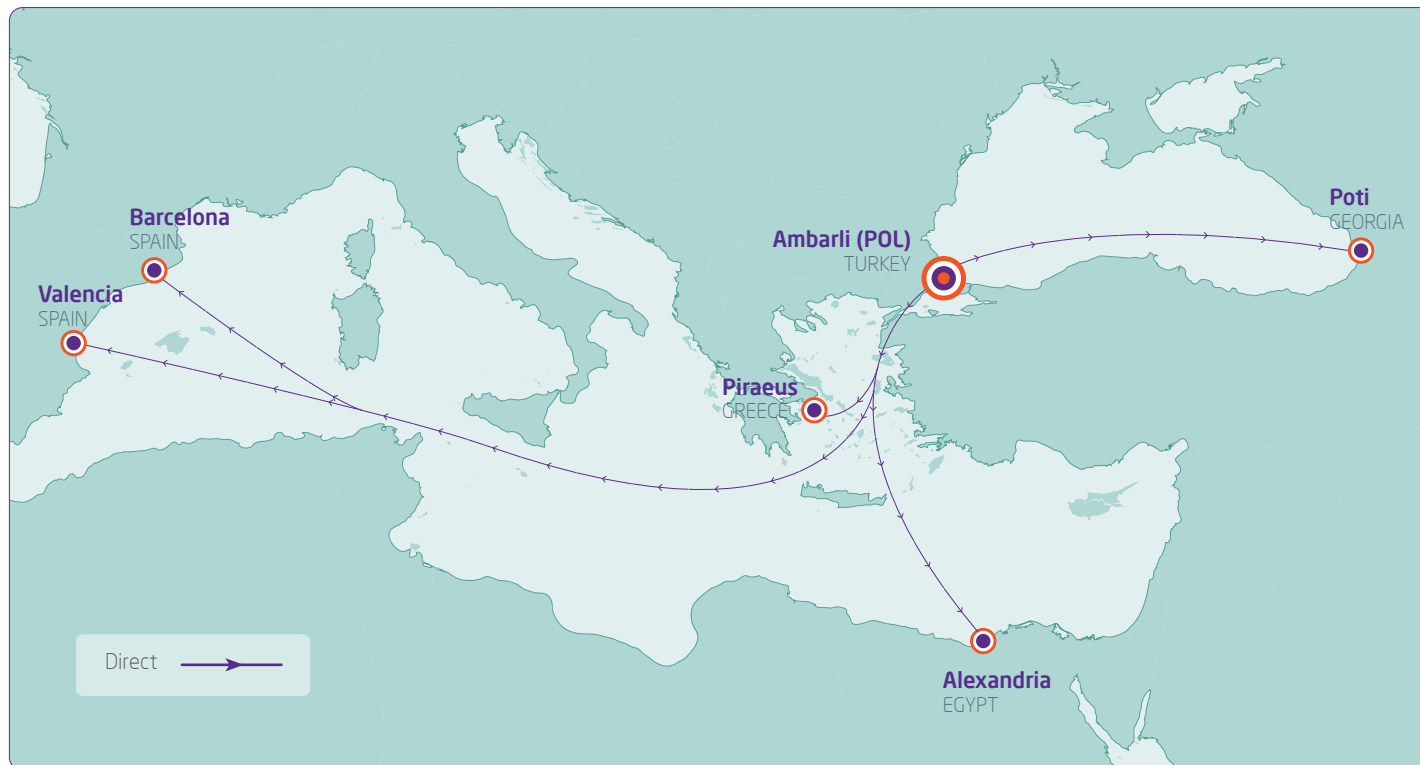 Barcelona
SPAIN
Valencia
SPAIN
Ambarli (POL)
TURKEY
Poti
GEORGIA
Piraeus
GREECE
Alexandria
EGYPT
Direct